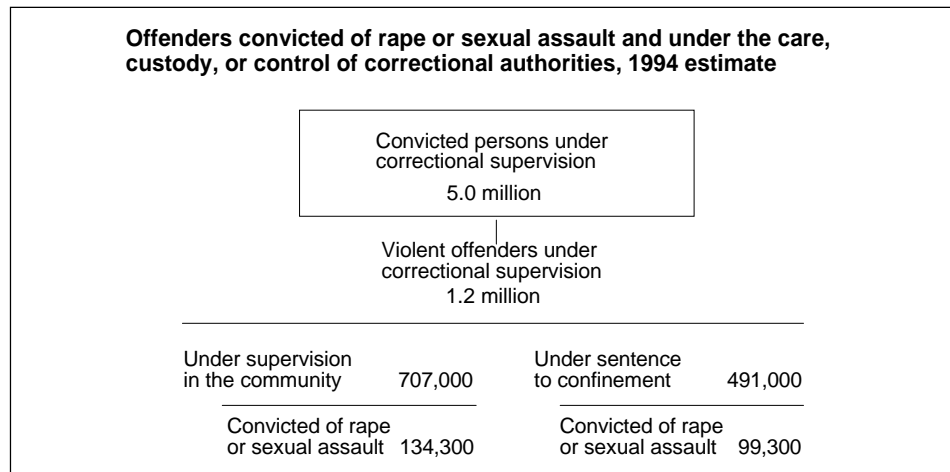 Offenders convicted of rape or sexual assault and under the care,
custody, or control of correctional authorities, 1994 estimate
Convicted persons under
correctional supervision
5.0 million
Violent offenders under
correctional supervision
1.2 million
Under supervision
in the community 707,000
Convicted of rape
or sexual assault 134,300
Under sentence
to confinement 491,000
Convicted of rape
or sexual assault 99,300